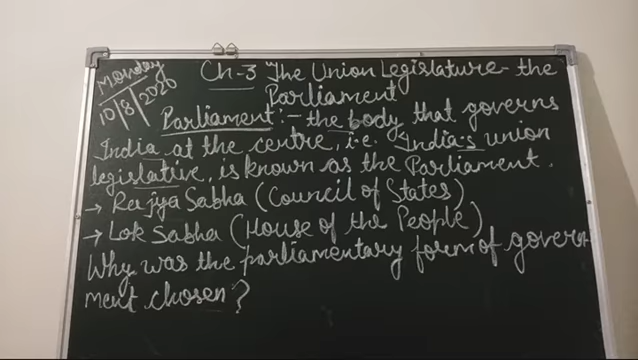 Monday
10/8/2020
Ch-3 The Union Legislature - the
Parliament
Parliament :- the body that governs
India at the centre, i.e. India's union
legislative, is known as the Parliament.
→ Rajya Sabha (Council of States)
→ Lok Sabha (House of the People)
Why was the parliamentary form of govern
ment chosen?